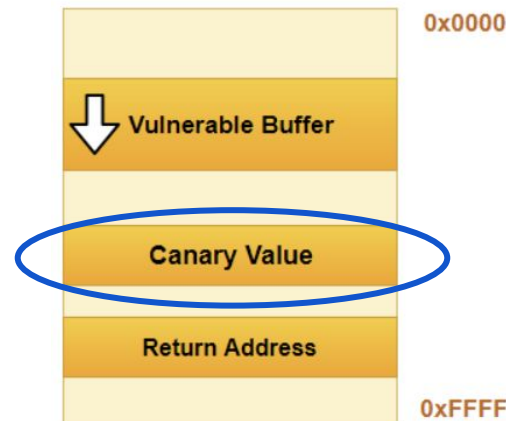 0x0000
Vulnerable Buffer
Canary Value
Return Address
0xFFFF